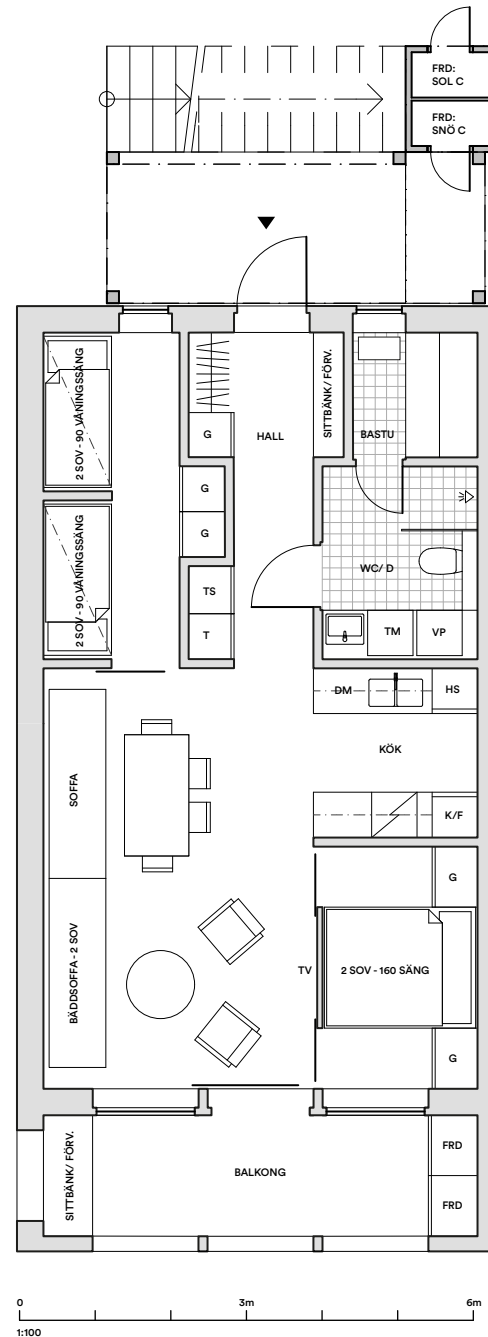 FRD:
SOL C
FRD:
SNÖ C
2 SOV - 90 VÅNINGSSÄNG
SITTBÄNK/ FÖRV.
G
HALL
BASTU
G
G
2 SOV - 90 VÅNINGSSÄNG
WC/ D
TS
T
TM
VP
DM
HS
KÖK
SOFFA
K/F
G
BÄDDSOFFA - 2 SOV
TV
2 SOV - 160 SÄNG
G
SITTBÄNK/ FÖRV.
BALKONG
FRD
FRD
0
3m
6m
1:100